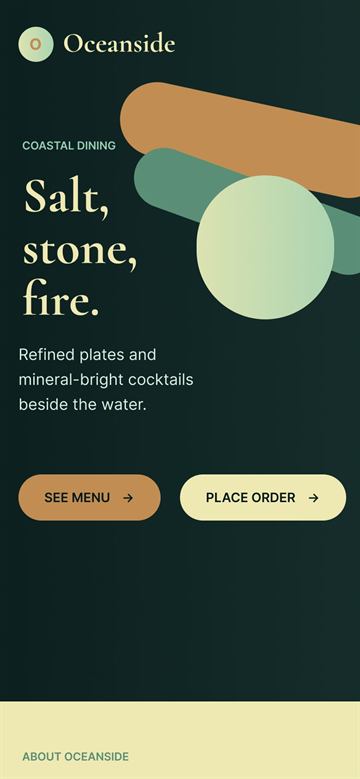 O Oceanside
COASTAL DINING
Salt,
stone,
fire.
Refined plates and
mineral-bright cocktails
beside the water.
SEE MENU →
PLACE ORDER →
ABOUT OCEANSIDE